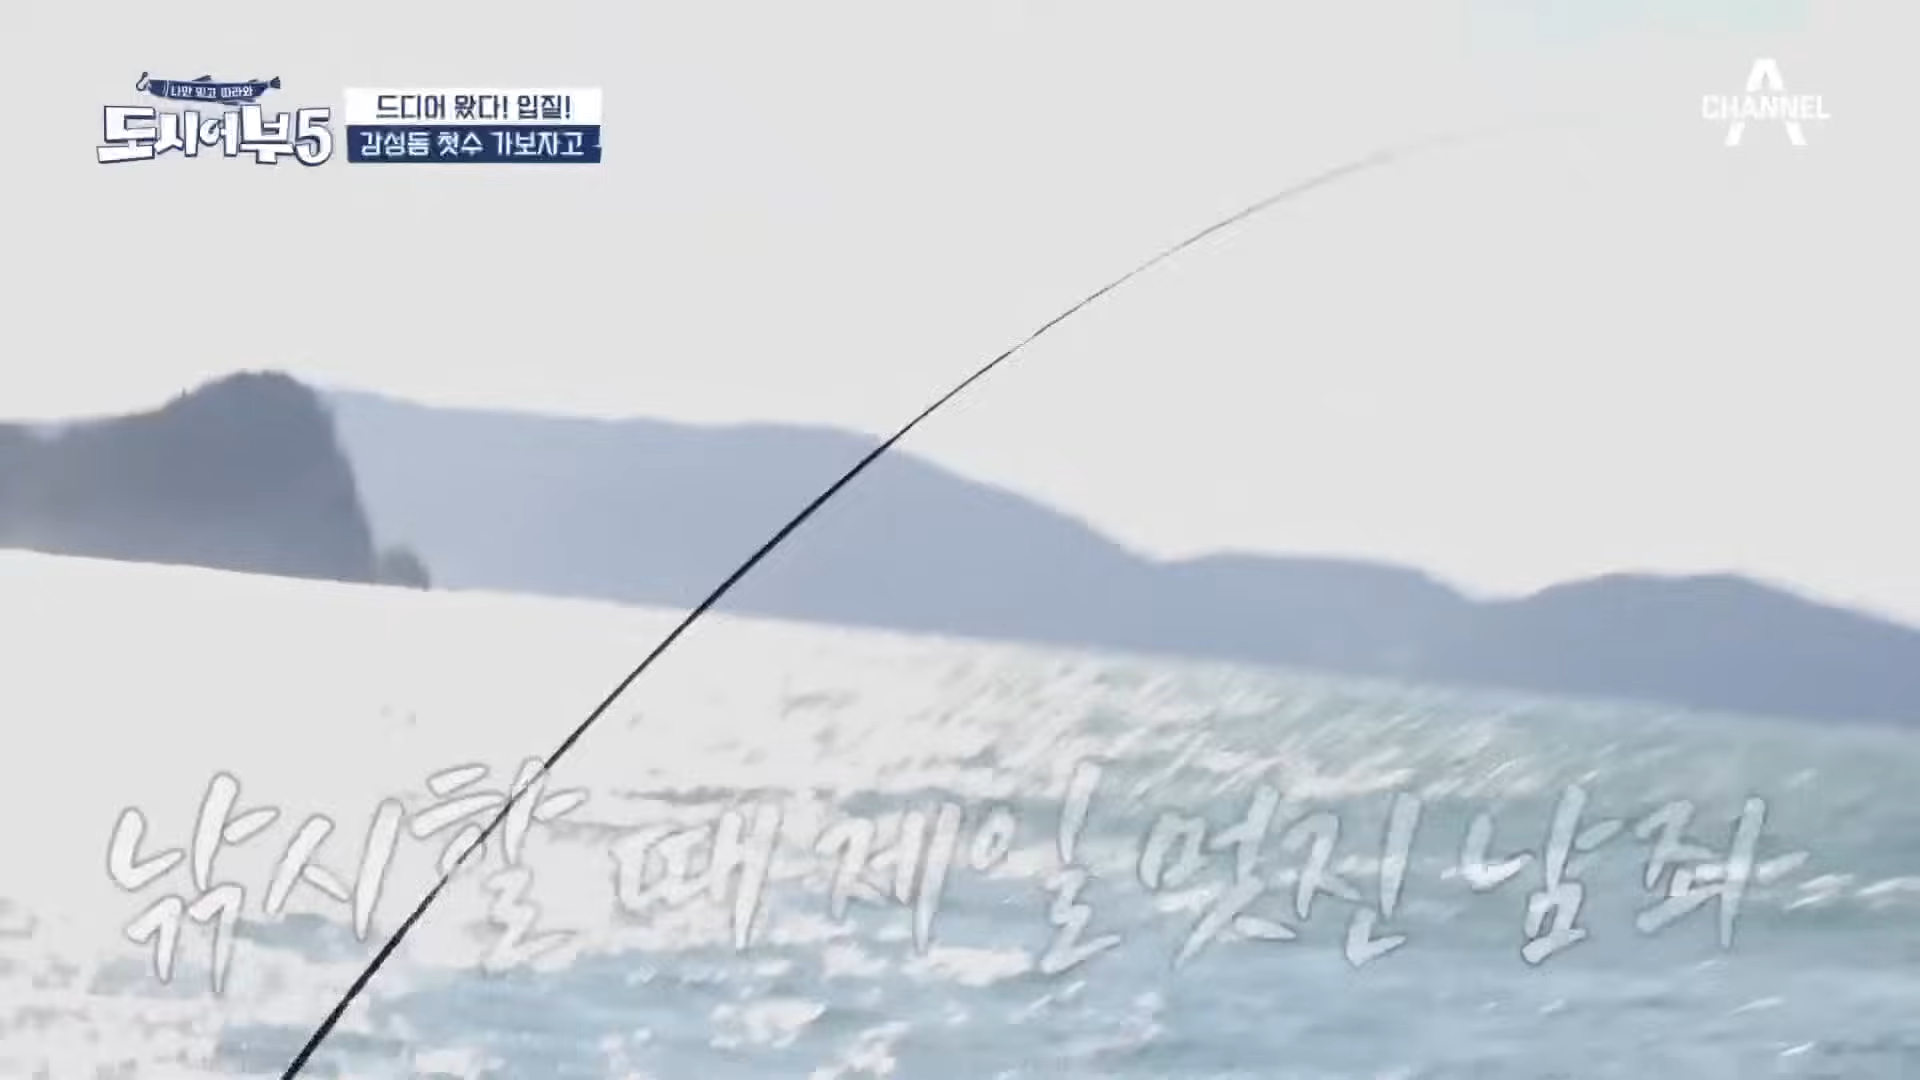 나만 믿고 따라와
도시어부5
드디어 왔다! 입질!
감성돔 첫수 가보자고
CHANNEL A
낚시할 때 제일 멋진 남좌